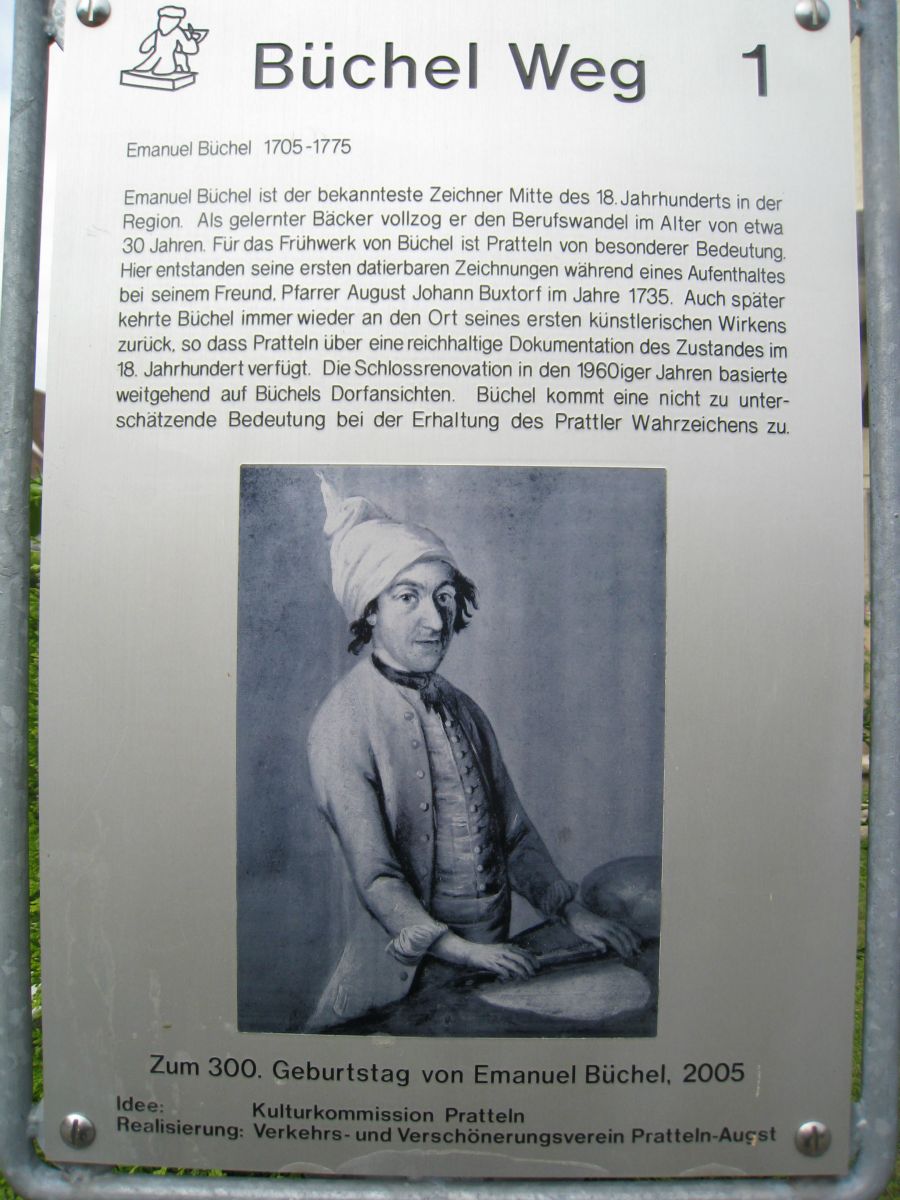 Büchel Weg 1
Emanuel Büchel 1705-1775
Emanuel Büchel ist der bekannteste Zeichner Mitte des 18. Jahrhunderts in der
Region. Als gelernter Bäcker vollzog er den Berufswandel im Alter von etwa
30 Jahren. Für das Frühwerk von Büchel ist Pratteln von besonderer Bedeutung.
Hier entstanden seine ersten datierbaren Zeichnungen während eines Aufenthaltes
bei seinem Freund, Pfarrer August Johann Buxtorf im Jahre 1735. Auch später
kehrte Büchel immer wieder an den Ort seines ersten künstlerischen Wirkens
zurück, so dass Pratteln über eine reichhaltige Dokumentation des Zustandes im
18. Jahrhundert verfügt. Die Schlossrenovation in den 1960iger Jahren basierte
weitgehend auf Büchels Dorfansichten. Büchel kommt eine nicht zu unter-
schätzende Bedeutung bei der Erhaltung des Prattler Wahrzeichens zu.
Zum 300. Geburtstag von Emanuel Büchel, 2005
Idee: Kulturkommission Pratteln
Realisierung: Verkehrs- und Verschönerungsverein Pratteln-Augst